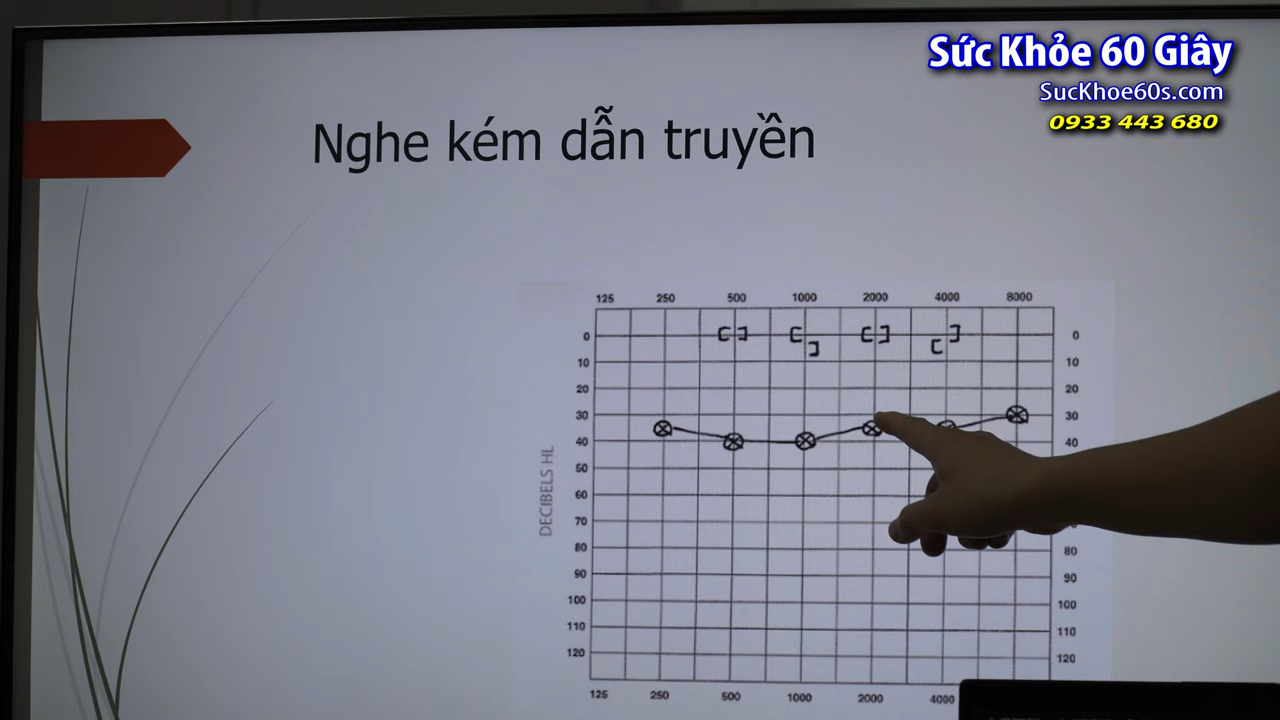 Sức Khỏe 60 Giây
SucKhoe60s.com
0933 443 680
Nghe kém dẫn truyền
125 250 500 1000 2000 4000 8000
0 0
10 10
20 20
30 30
40 40
50
60
70
80 80
90 90
100 100
110 110
120 120
DECIBELS HL
125 250 500 1000 2000 4000